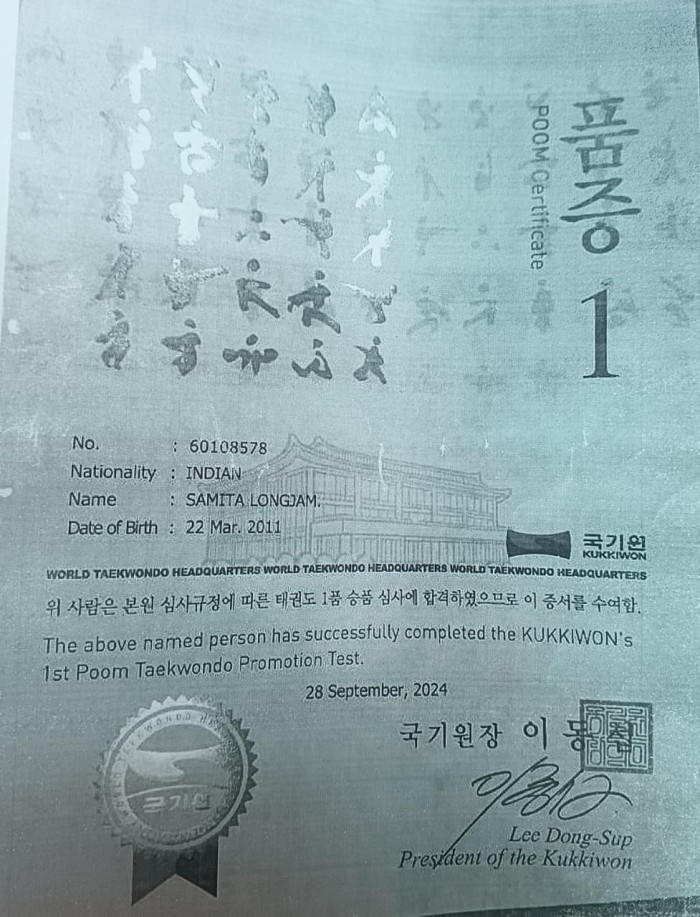 품증
POOM Certificate
1
No. : 60108578
Nationality : INDIAN
Name : SAMITA LONGJAM.
Date of Birth : 22 Mar. 2011
국기원
KUKKIWON
WORLD TAEKWONDO HEADQUARTERS WORLD TAEKWONDO HEADQUARTERS WORLD TAEKWONDO HEADQUARTERS
위 사람은 본원 심사규정에 따른 태권도 1품 승품 심사에 합격하였으므로 이 증서를 수여함.
The above named person has successfully completed the KUKKIWON's
1st Poom Taekwondo Promotion Test.
28 September, 2024
국기원장 이 동 섭
국기원
Lee Dong-Sup
President of the Kukkiwon